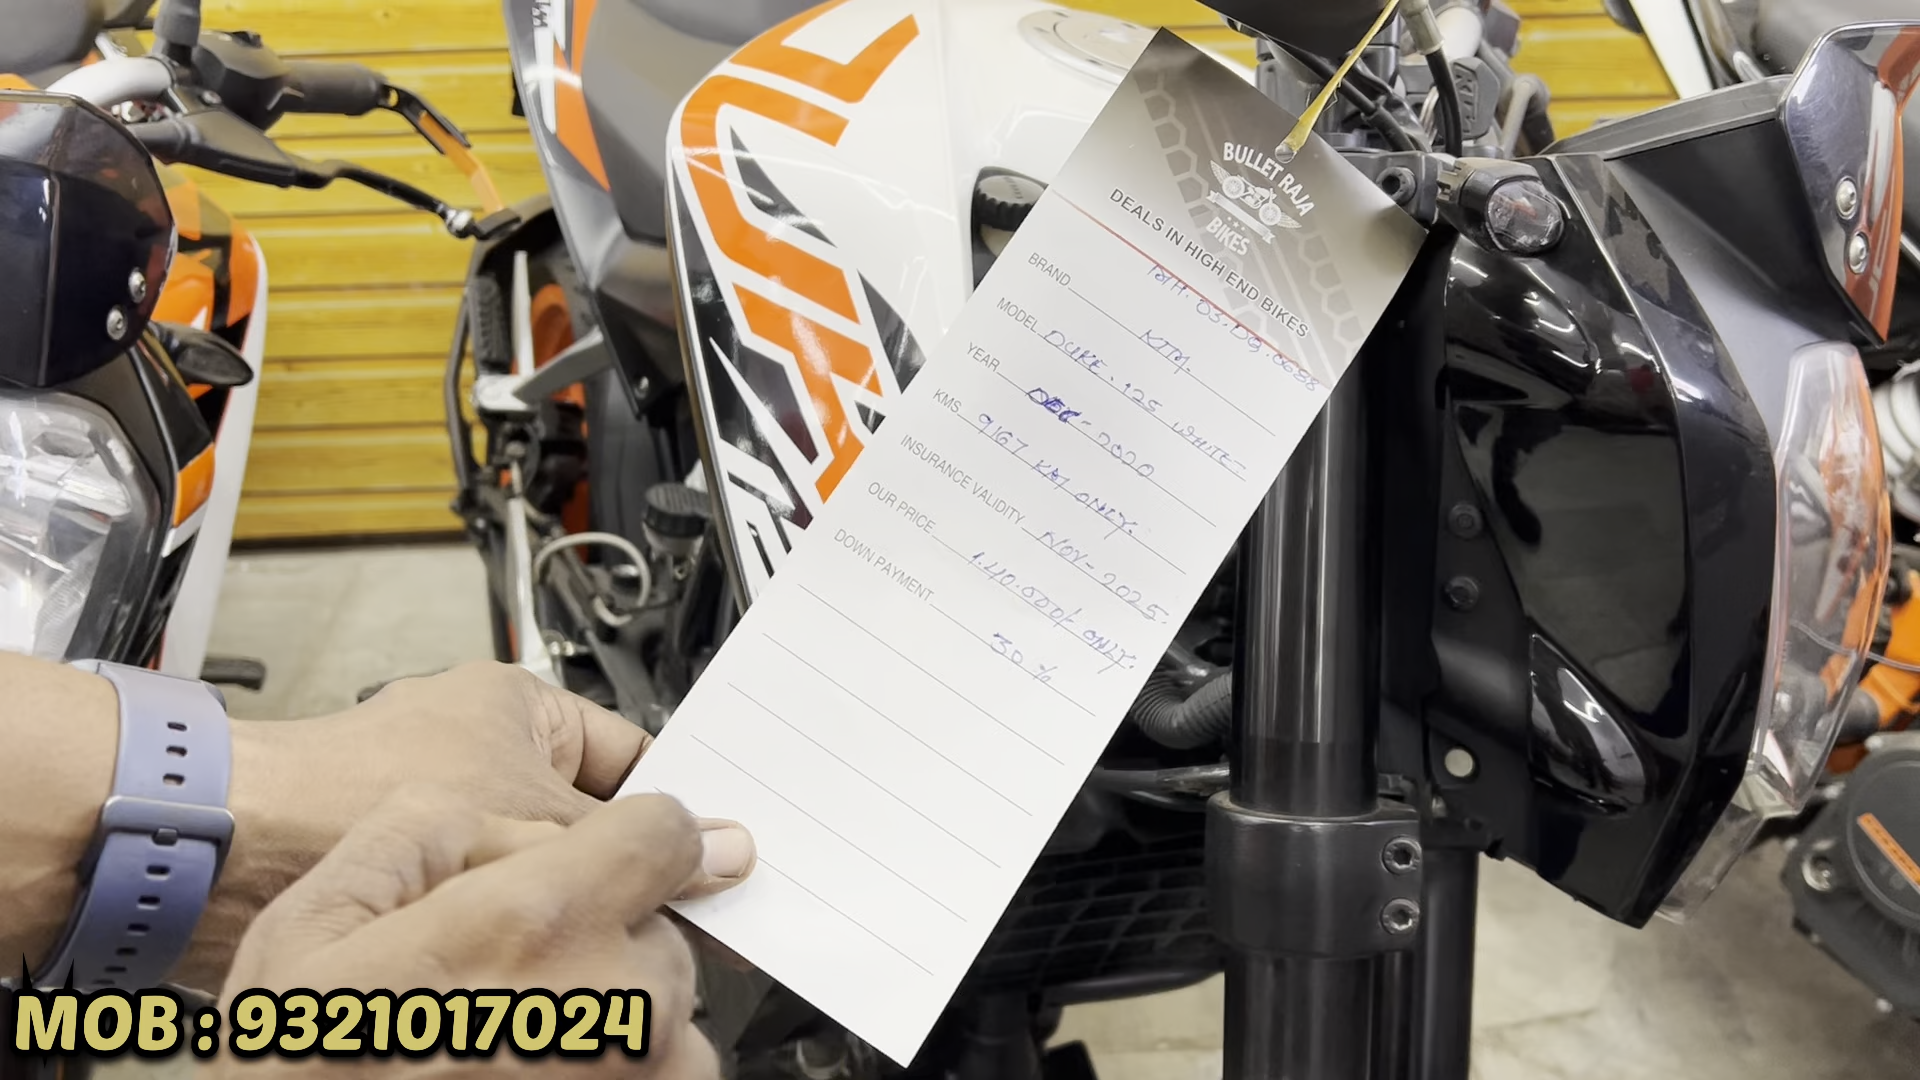 BULLET RAJA
BIKES
DEALS IN HIGH END BIKES
MH.03.DQ.0688
BRAND KTM.
MODEL DUKE.125 WHITE
YEAR DEC-2020
KMS 9167 KM ONLY.
INSURANCE VALIDITY NOV-2025.
OUR PRICE 1.40.000/- ONLY.
DOWN PAYMENT 30%
MOB : 9321017024